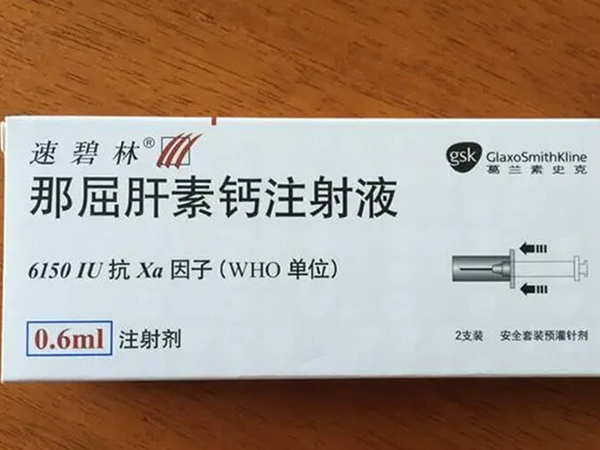 速碧林®
gsk GlaxoSmithKline
葛兰素史克
那屈肝素钙注射液
6150 IU 抗 Xa 因子（WHO 单位）
0.6ml 注射剂
2支装 安全套装预灌针剂